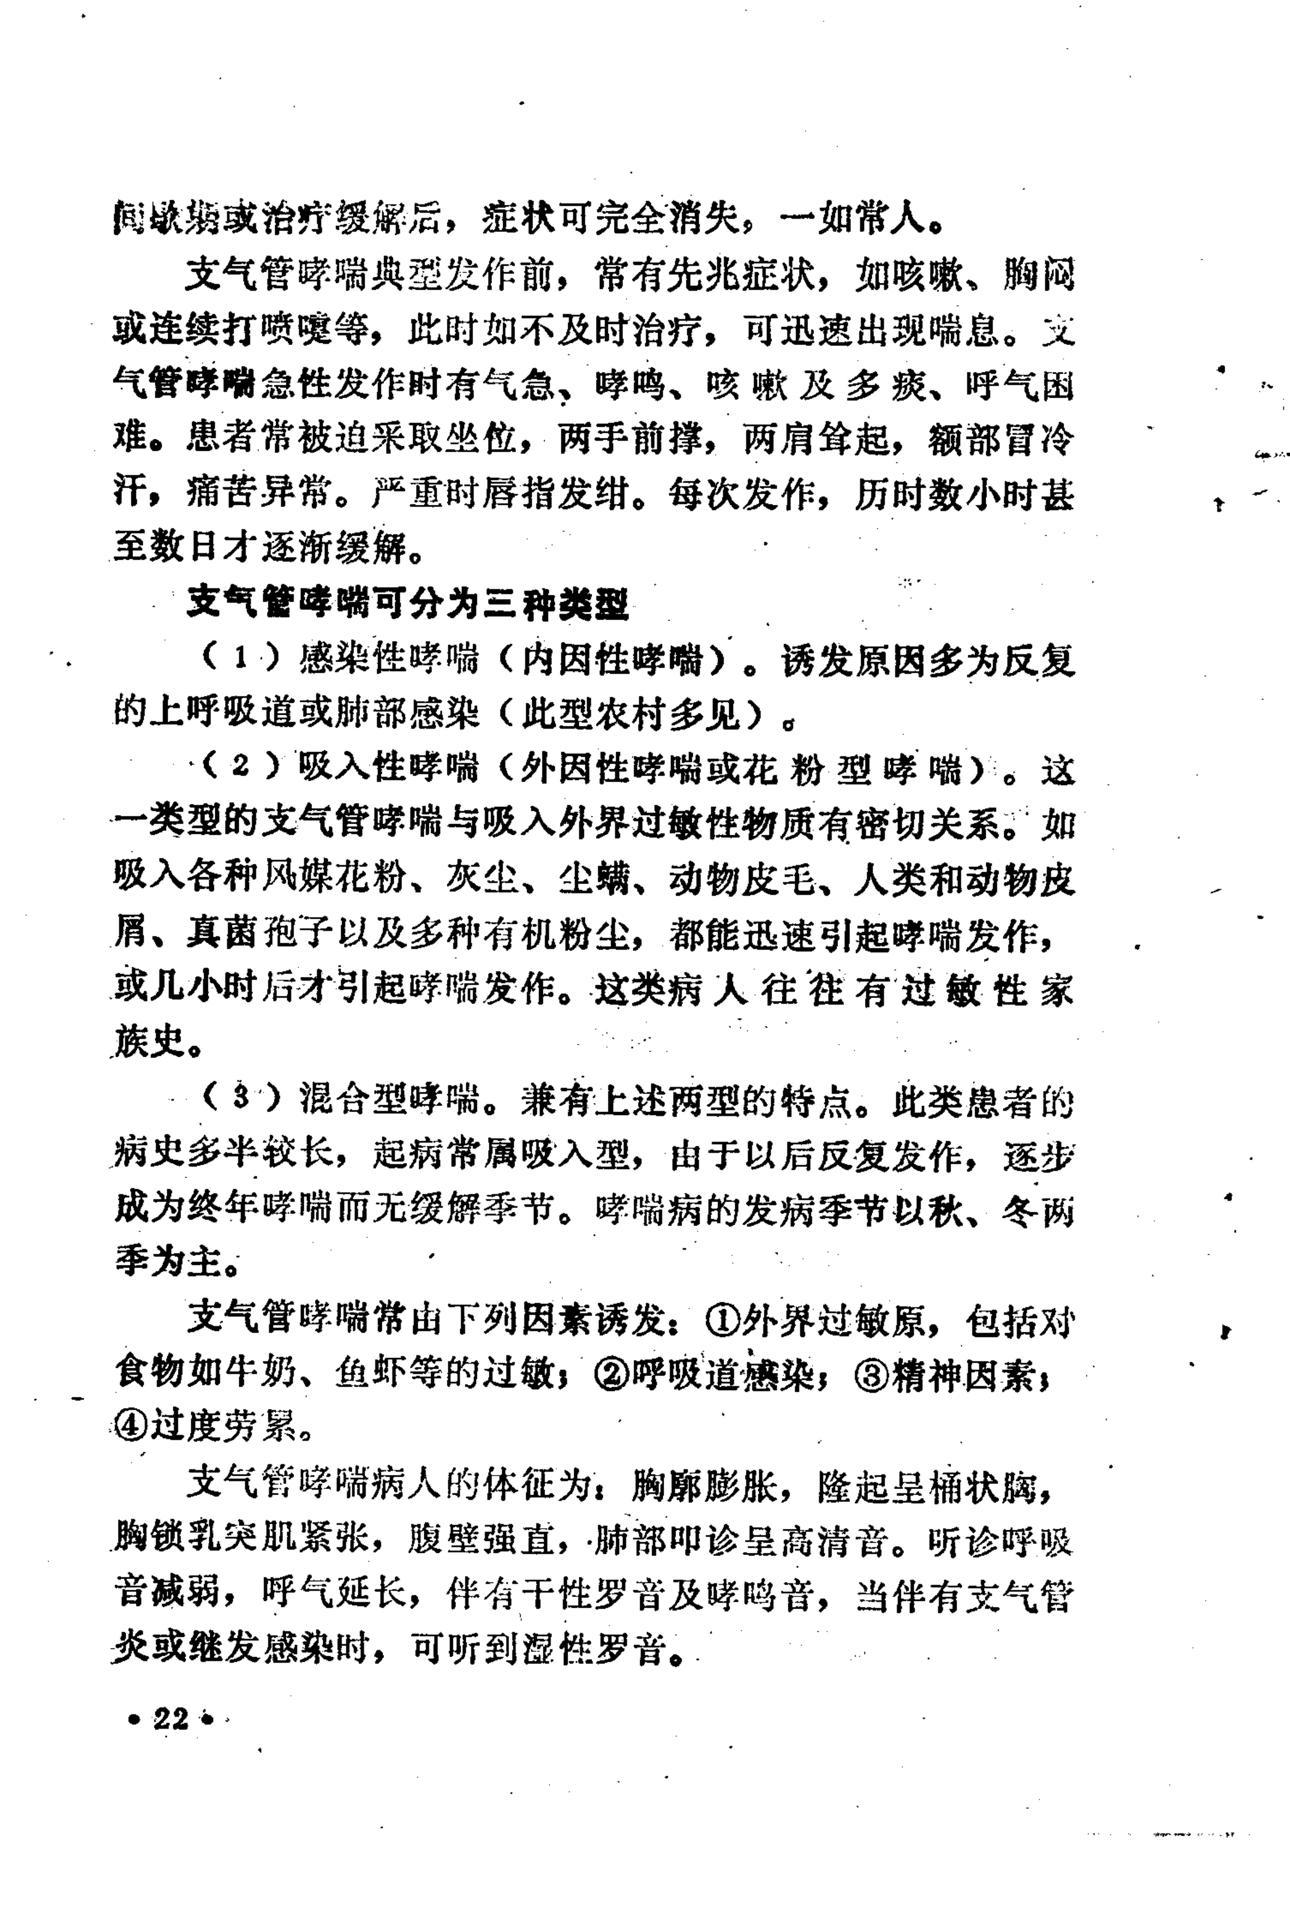 间歇期或治疗缓解后，症状可完全消失，一如常人。
支气管哮喘典型发作前，常有先兆症状，如咳嗽、胸闷
或连续打喷嚏等，此时如不及时治疗，可迅速出现喘息。支
气管哮喘急性发作时有气急、哮鸣、咳嗽及多痰、呼气困
难。患者常被迫采取坐位，两手前撑，两肩耸起，额部冒冷
汗，痛苦异常。严重时唇指发绀。每次发作，历时数小时甚
至数日才逐渐缓解。
支气管哮喘可分为三种类型
（1）感染性哮喘（内因性哮喘）。诱发原因多为反复
的上呼吸道或肺部感染（此型农村多见）。
（2）吸入性哮喘（外因性哮喘或花粉型哮喘）。这
一类型的支气管哮喘与吸入外界过敏性物质有密切关系。如
吸入各种风媒花粉、灰尘、尘螨、动物皮毛、人类和动物皮
屑、真菌孢子以及多种有机粉尘，都能迅速引起哮喘发作，
或几小时后才引起哮喘发作。这类病人往往有过敏性家
族史。
（3）混合型哮喘。兼有上述两型的特点。此类患者的
病史多半较长，起病常属吸入型，由于以后反复发作，逐步
成为终年哮喘而无缓解季节。哮喘病的发病季节以秋、冬两
季为主。
支气管哮喘常由下列因素诱发：①外界过敏原，包括对
食物如牛奶、鱼虾等的过敏；②呼吸道感染；③精神因素；
④过度劳累。
支气管哮喘病人的体征为：胸廓膨胀，隆起呈桶状胸，
胸锁乳突肌紧张，腹壁强直，肺部叩诊呈高清音。听诊呼吸
音减弱，呼气延长，伴有干性罗音及哮鸣音，当伴有支气管
炎或继发感染时，可听到湿性罗音。
•22•